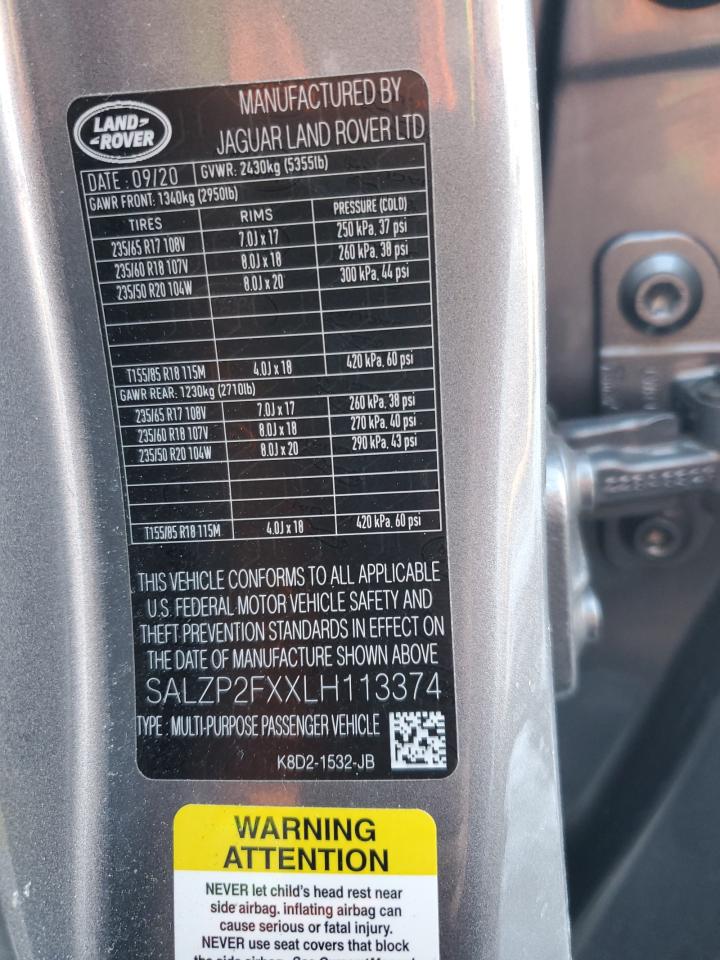 LAND-
-ROVER
MANUFACTURED BY
JAGUAR LAND ROVER LTD
DATE : 09/20 GVWR: 2430kg (5355lb)
GAWR FRONT: 1340kg (2950lb)
TIRES RIMS PRESSURE (COLD)
235/65 R17 108V 7.0J x 17 250 kPa, 37 psi
235/60 R18 107V 8.0J x 18 260 kPa, 38 psi
235/50 R20 104W 8.0J x 20 300 kPa, 44 psi
T155/85 R18 115M 4.0J x 18 420 kPa, 60 psi
GAWR REAR: 1230kg (2710lb)
235/65 R17 108V 7.0J x 17 260 kPa, 38 psi
235/60 R18 107V 8.0J x 18 270 kPa, 40 psi
235/50 R20 104W 8.0J x 20 290 kPa, 43 psi
T155/85 R18 115M 4.0J x 18 420 kPa, 60 psi
THIS VEHICLE CONFORMS TO ALL APPLICABLE
U.S. FEDERAL MOTOR VEHICLE SAFETY AND
THEFT PREVENTION STANDARDS IN EFFECT ON
THE DATE OF MANUFACTURE SHOWN ABOVE
SALZP2FXXLH113374
TYPE : MULTI-PURPOSE PASSENGER VEHICLE
K8D2-1532-JB
WARNING
ATTENTION
NEVER let child's head rest near
side airbag. inflating airbag can
cause serious or fatal injury.
NEVER use seat covers that block